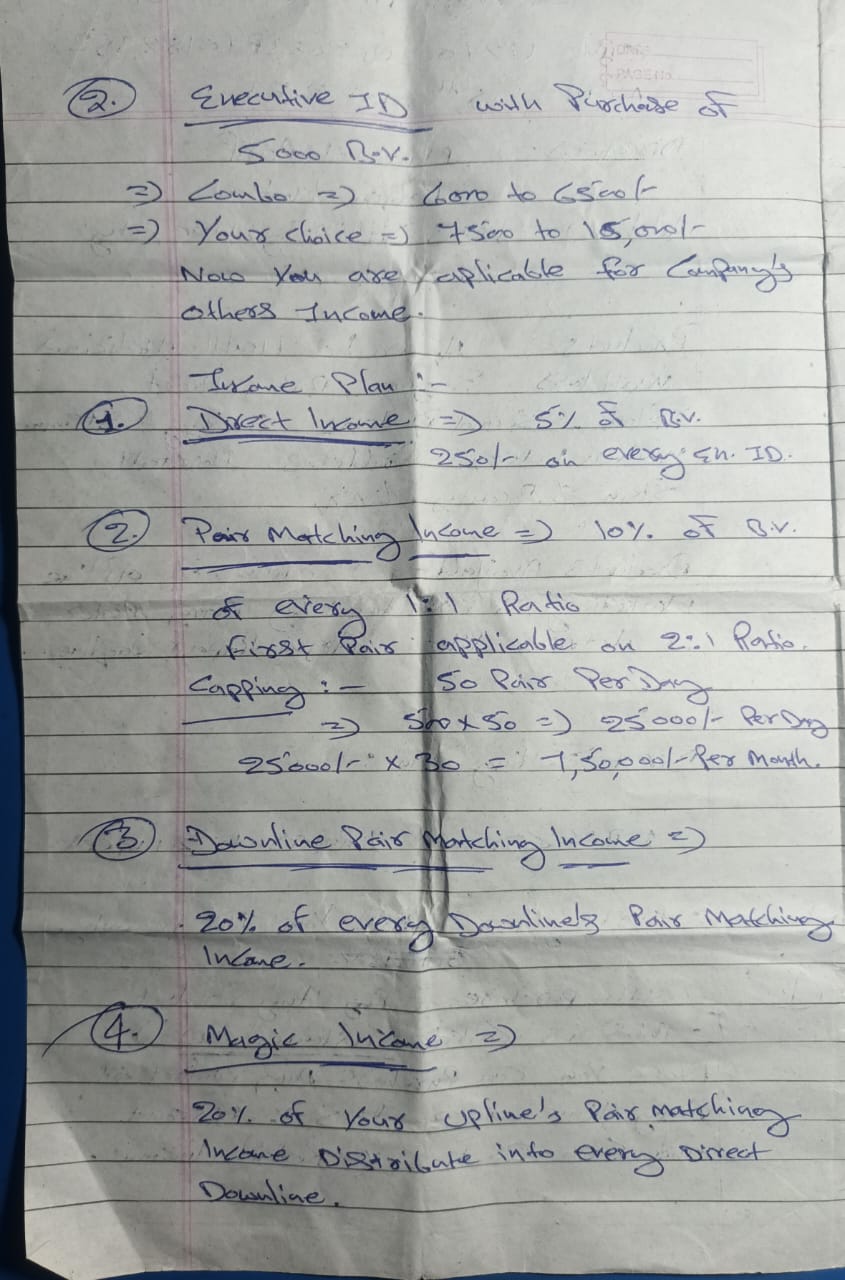 DATE
PAGE No.
2. Executive ID with Purchase of
5000 B.V.
=> Combo => 6000 to 6500/-
=> Your choice => 7500 to 15,000/-
Now You are aplicable for Company's
others Income.
Income Plan :-
1. Direct Income => 5% of B.V.
250/- on every En. ID.
2. Pair Matching Income => 10% of B.V.
of every 1:1 Ratio
first Pair applicable on 2:1 Ratio.
Capping :- 50 Pair Per Day
=> 500 x 50 => 25000/- Per Day
25000/- x 30 = 7,50,000/- Per Month.
3. Downline Pair Matching Income =>
20% of every Downline's Pair Matching
Income.
4. Magic Income =>
20% of Your upline's Pair matching
Income Distribute into every Direct
Downline.